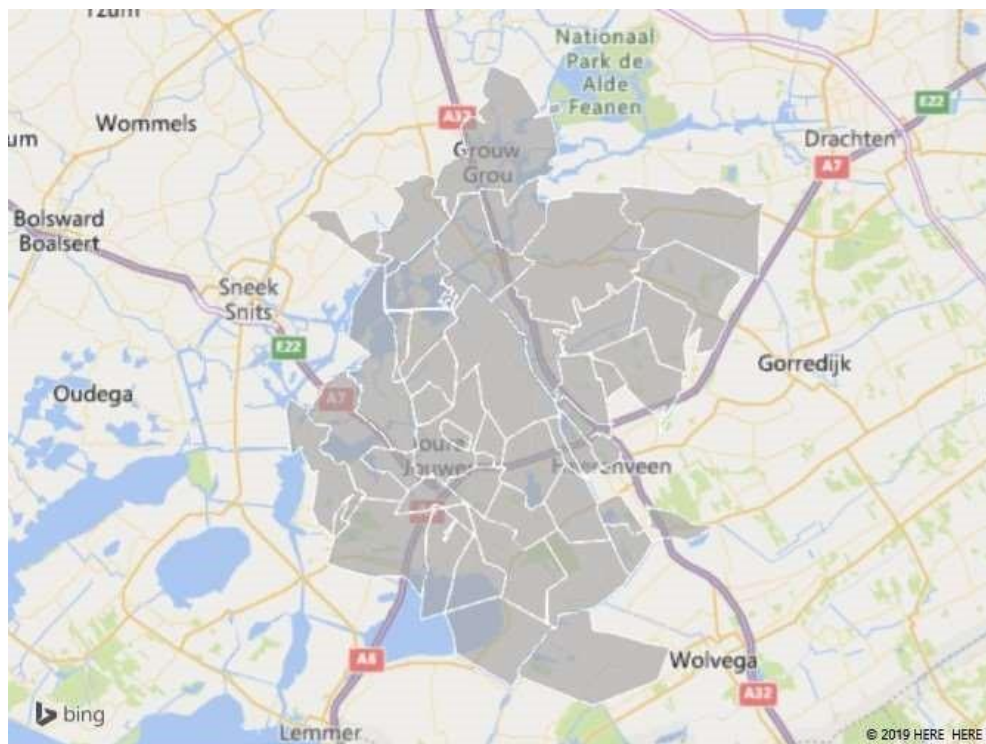 Nationaal
Park de
Alde
Feanen
E22
A32
Wommels
Drachten
Grouw
Grou
A7
Bolsward
Boalsert
Sneek
Snits
E22
Gorredijk
Oudega
A7
Heerenveen
Wolvega
A6
A32
bing
Lemmer
© 2019 HERE HERE